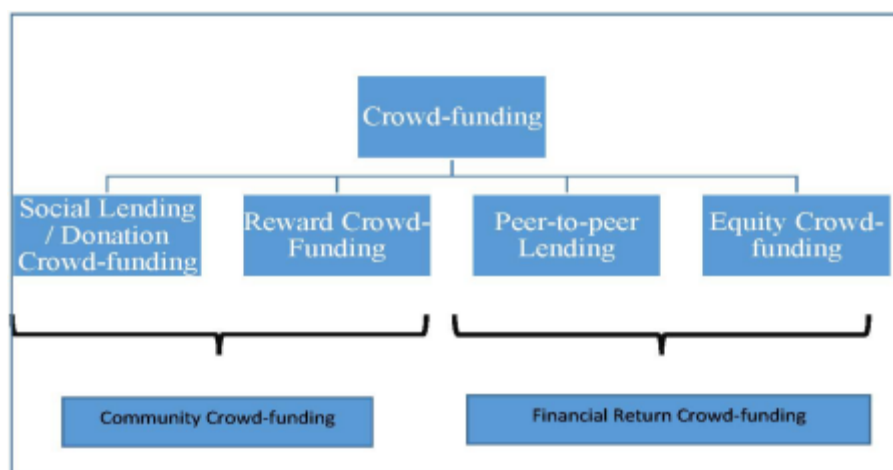 Crowd-funding
Social Lending
/ Donation
Crowd-funding
Reward Crowd-
Funding
Peer-to-peer
Lending
Equity Crowd-
funding
Community Crowd-funding
Financial Return Crowd-funding